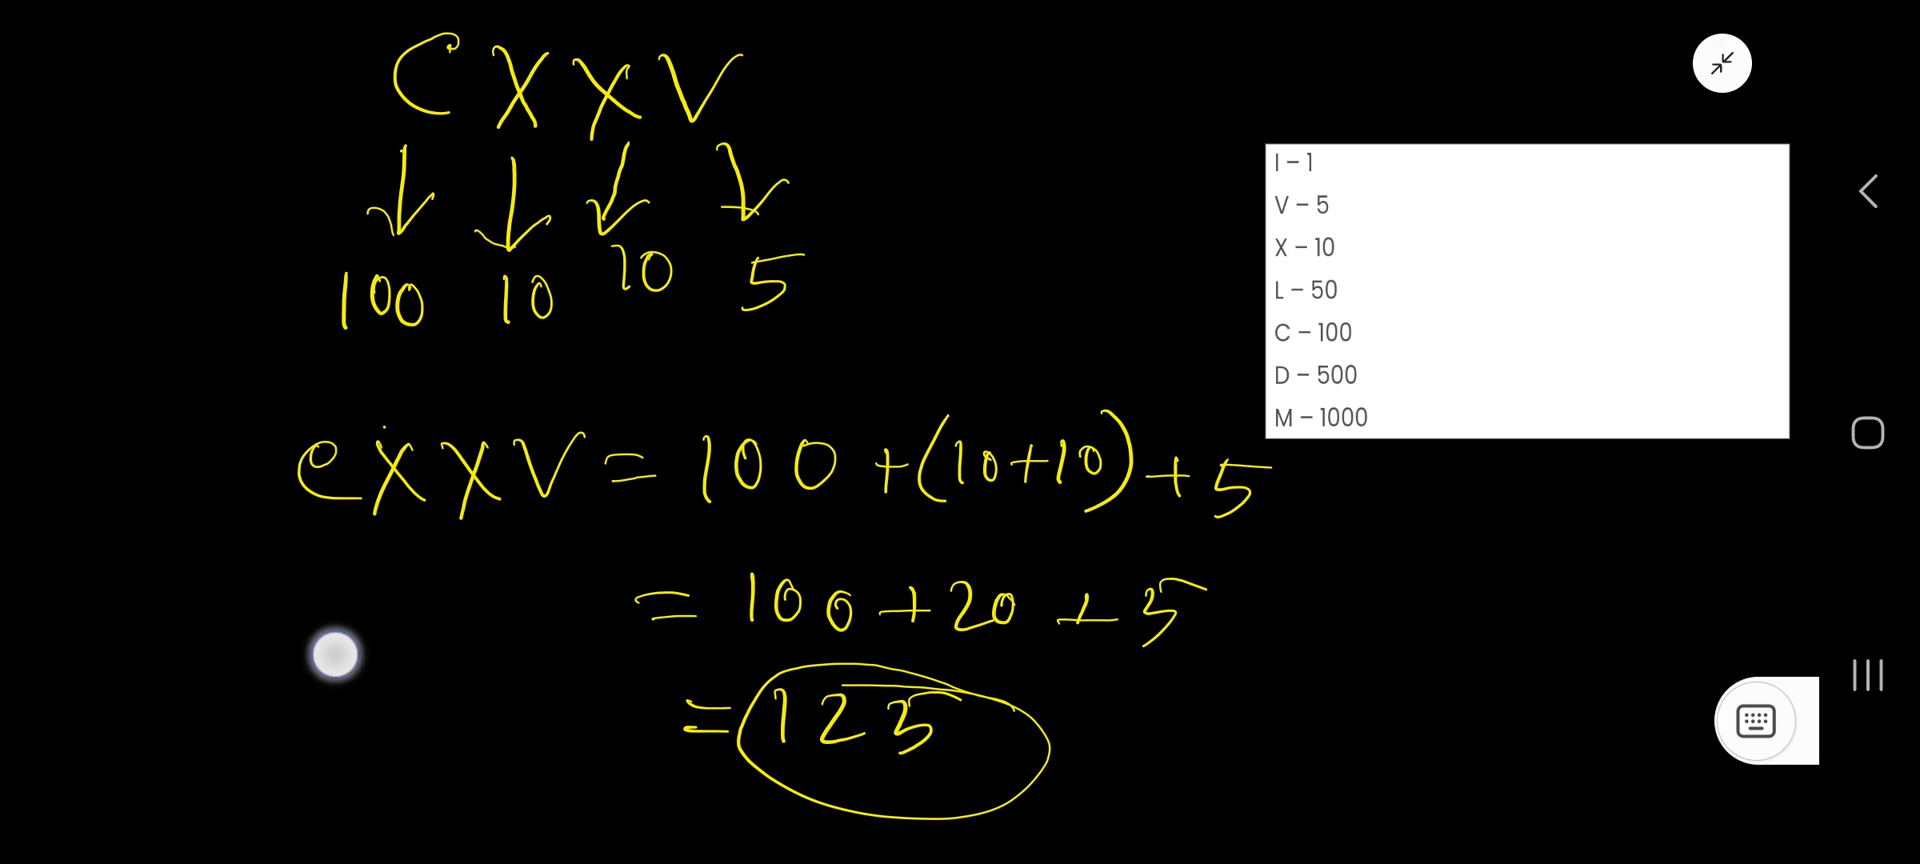 C X X V
100 10 10 5
I – 1
V – 5
X – 10
L – 50
C – 100
D – 500
M – 1000
CXXV = 100 + (10+10) + 5
= 100 + 20 + 5
= 125